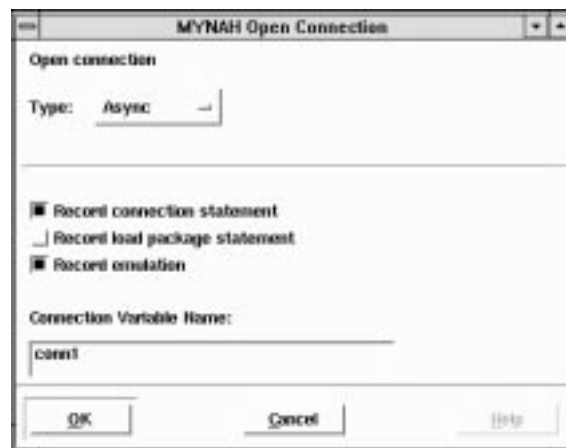 MYNAH Open Connection
Open connection
Type: Async
Record connection statement
Record load package statement
Record emulation
Connection Variable Name:
conn1
OK Cancel Help